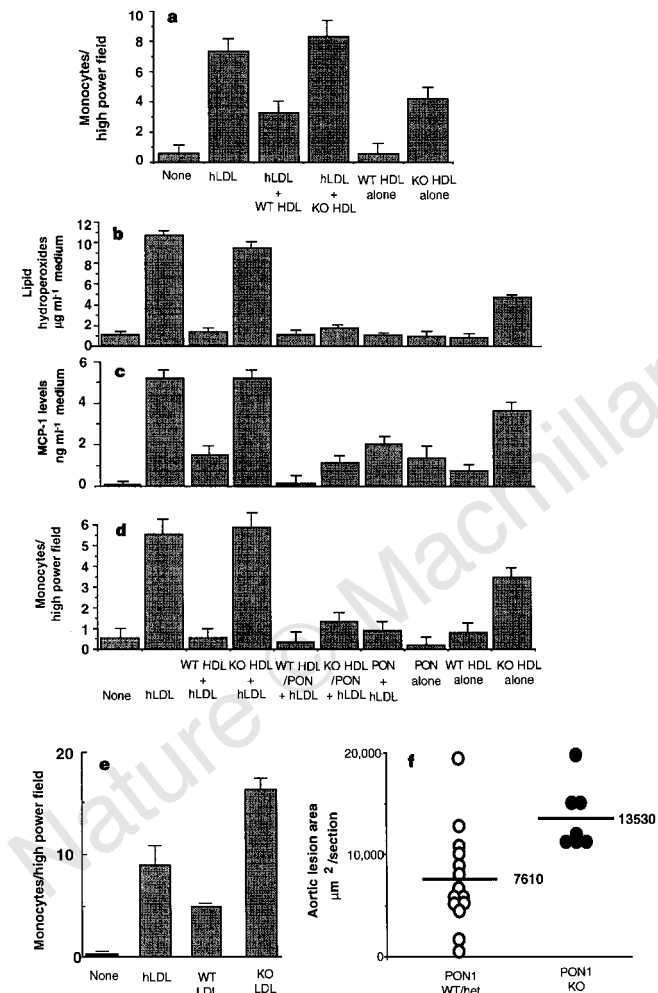 a
Monocytes/
high power field
8
6
4
2
0
None
hLDL
hLDL
+
WT HDL
hLDL
+
KO HDL
WT HDL
alone
KO HDL
alone
b
Lipid
hydroperoxides
µg ml-1 medium
12
10
8
6
4
2
0
c
MCP-1 levels
ng ml-1 medium
6
4
2
0
d
Monocytes/
high power field
6
5
4
3
2
1
0
None
hLDL
WT HDL
+
hLDL
KO HDL
+
hLDL
WT HDL
/PON
+ hLDL
KO HDL
/PON
+ hLDL
PON
+
hLDL
PON
alone
WT HDL
alone
KO HDL
alone
e
Monocytes/high power field
20
10
0
None
hLDL
WT
LDL
KO
LDL
f
Aortic lesion area
µm 2 /section
20,000
10,000
0
7610
13530
PON1
WT/het
PON1
KO
Nature © Macmillan